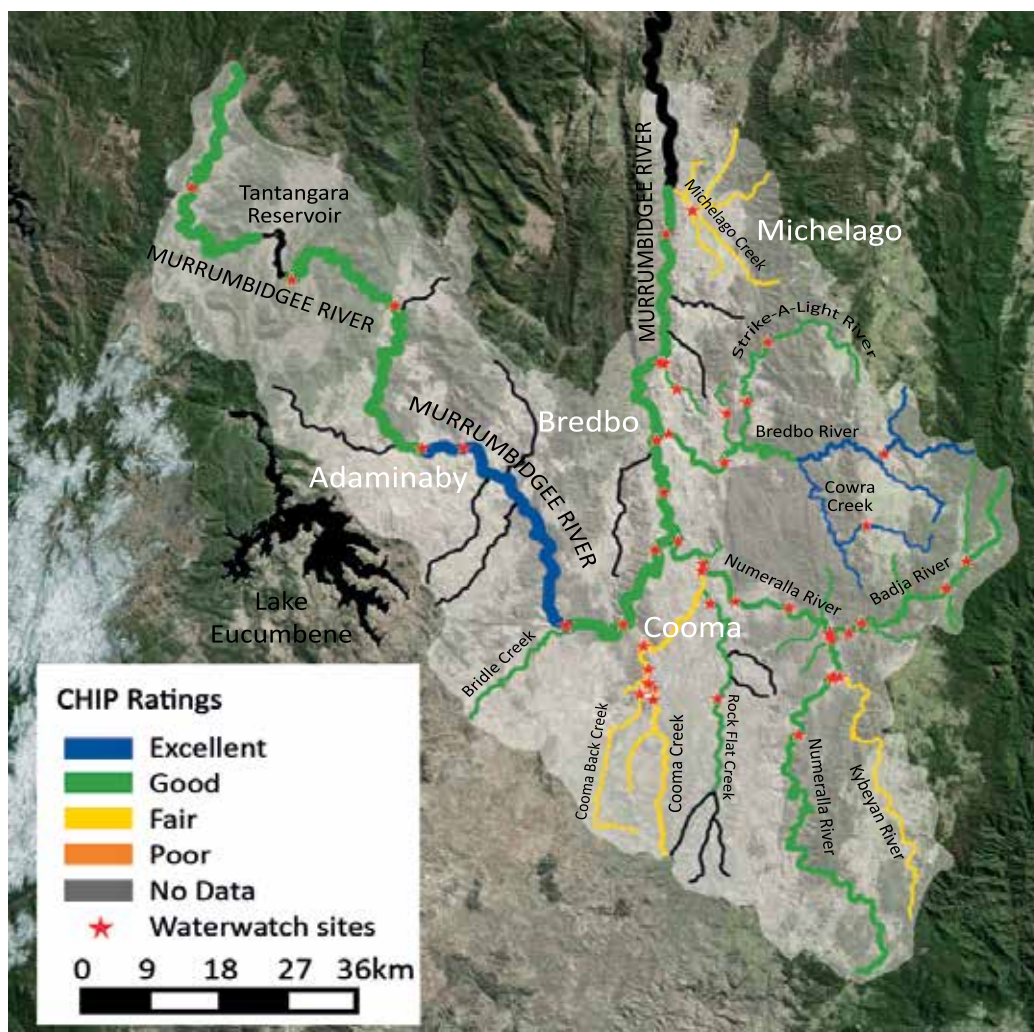 Tantangara
Reservoir
MURRUMBIDGEE RIVER
MURRUMBIDGEE RIVER
Michelago Creek
Michelago
Strike-A-Light River
MURRUMBIDGEE RIVER
Bredbo
Bredbo River
Adaminaby
Cowra
Creek
Numeralla River
Badja River
Lake
Eucumbene
Cooma
Bridle Creek
Cooma Back Creek
Cooma Creek
Rock Flat Creek
Numeralla River
Kybeyan River
CHIP Ratings
Excellent
Good
Fair
Poor
No Data
Waterwatch sites
0 9 18 27 36km